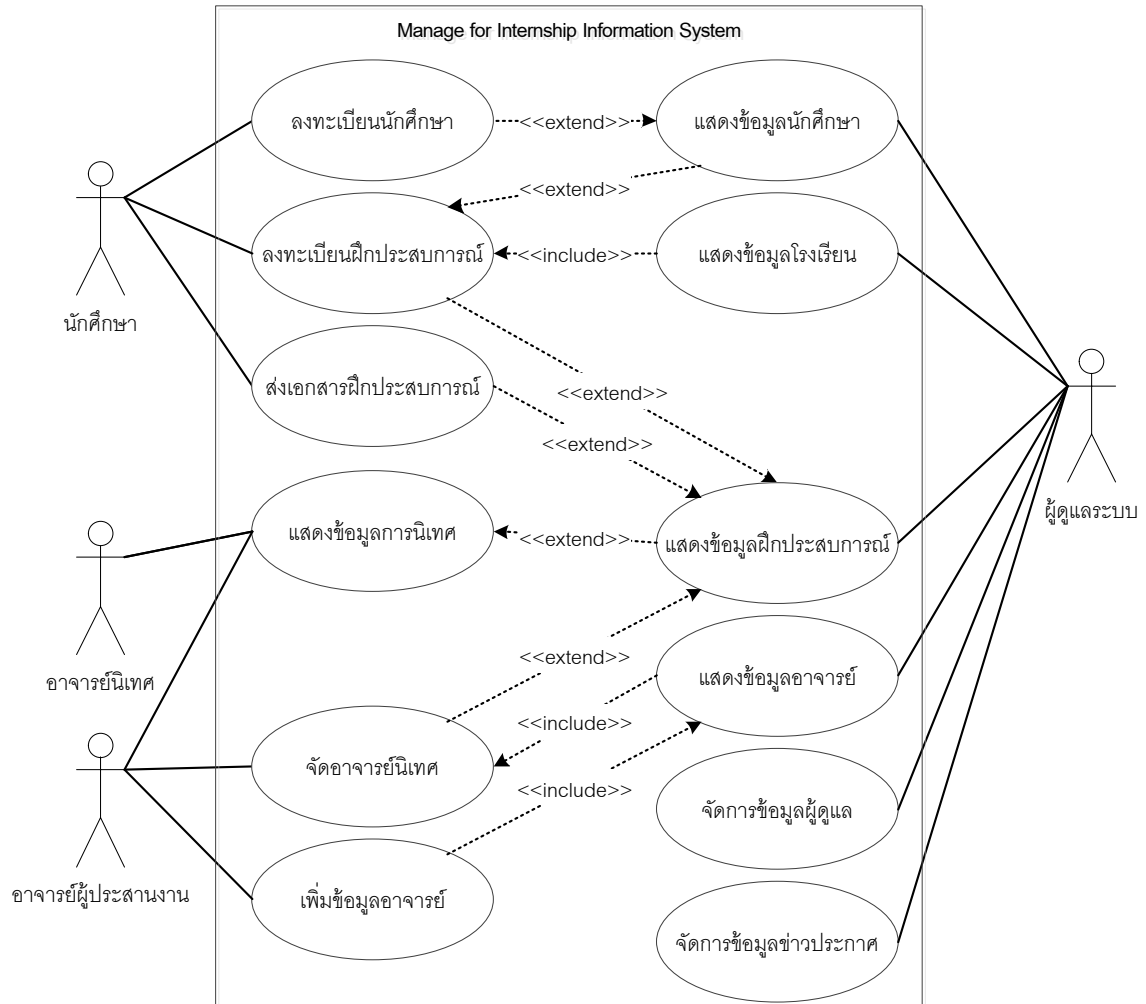 Manage for Internship Information System
ลงทะเบียนนักศึกษา
<<extend>>
แสดงข้อมูลนักศึกษา
<<extend>>
ลงทะเบียนฝึกประสบการณ์
<<include>>
แสดงข้อมูลโรงเรียน
นักศึกษา
ส่งเอกสารฝึกประสบการณ์
<<extend>>
<<extend>>
ผู้ดูแลระบบ
แสดงข้อมูลการนิเทศ
<<extend>>
แสดงข้อมูลฝึกประสบการณ์
อาจารย์นิเทศ
<<extend>>
แสดงข้อมูลอาจารย์
<<include>>
จัดอาจารย์นิเทศ
<<include>>
จัดการข้อมูลผู้ดูแล
อาจารย์ผู้ประสานงาน
เพิ่มข้อมูลอาจารย์
จัดการข้อมูลข่าวประกาศ